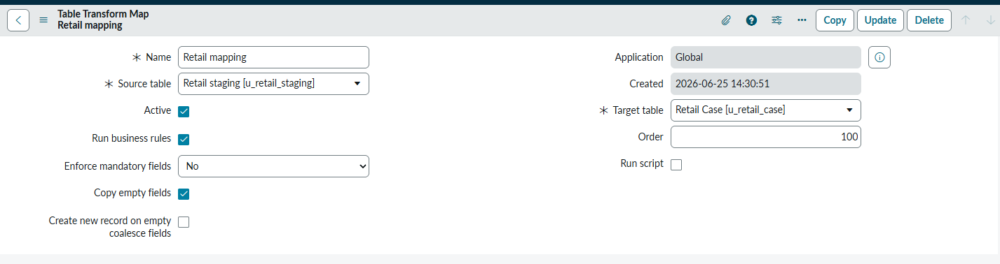 Table Transform Map
Retail mapping
Copy
Update
Delete
Name
Retail mapping
Source table
Retail staging [u_retail_staging]
Active
Run business rules
Enforce mandatory fields
No
Copy empty fields
Create new record on empty
coalesce fields
Application
Global
Created
2026-06-25 14:30:51
Target table
Retail Case [u_retail_case]
Order
100
Run script